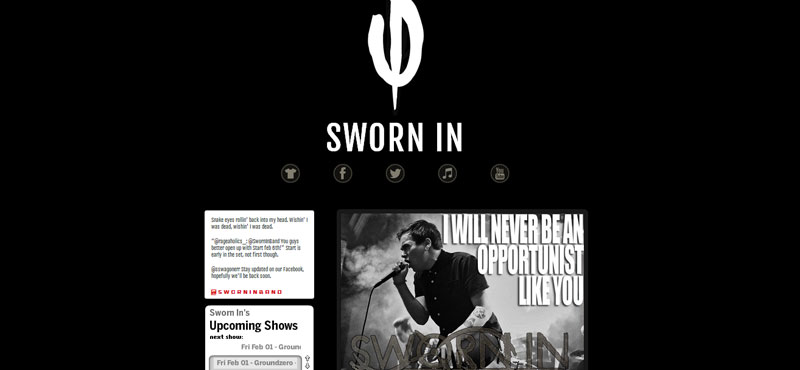 SWORN IN
You
Snake eyes rollin' back into my head. Wishin' I
was dead, wishin' I was dead.
"@rageaholics_: @SworninBand You guys
better open up with Start feb 6th!" Start is
early in the set, not first though.
@sswagonerr Stay updated on our Facebook,
hopefully we'll be back soon.
SWORNINBAND
Sworn In's
Upcoming Shows
next show:
Fri Feb 01 - Groun
Fri Feb 01 - Groundzero
I WILL NEVER BE AN
OPPORTUNIST
LIKE YOU
SWORN IN